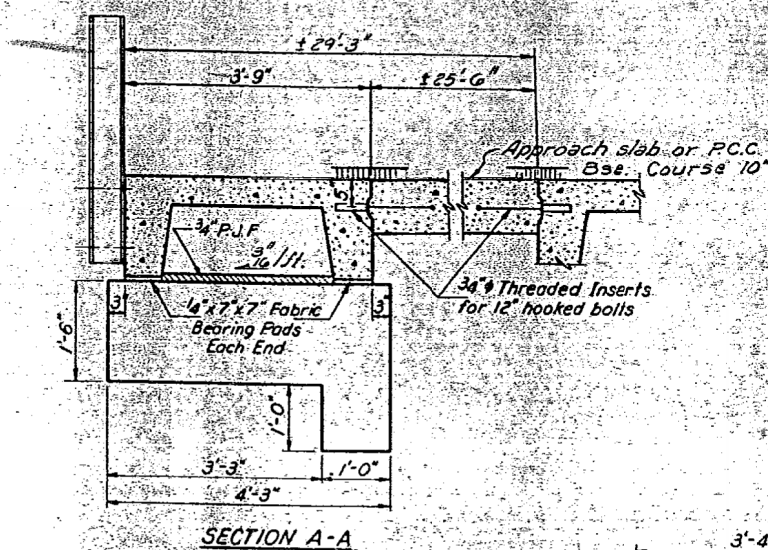 ±29'-3"
3'-9"
±25'-6"
Approach slab or P.C.C.
Bse. Course 10"
5"
3/4" P.J.F.
3/16"/ft.
3/4"φ Threaded Inserts
for 12" hooked bolts
3"
1/4"x7"x7" Fabric
Bearing Pads
Each End
3"
1'-6"
1'-0"
3'-3"
1'-0"
4'-3"
SECTION A-A
3'-4